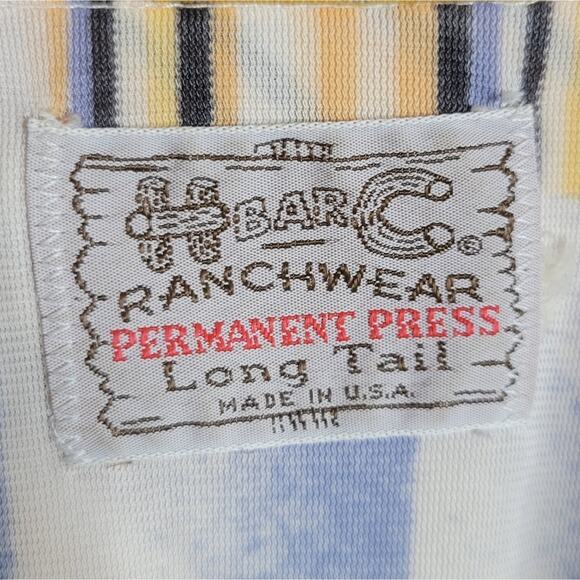 H BAR C®
RANCHWEAR
PERMANENT PRESS
Long Tail
MADE IN U.S.A.